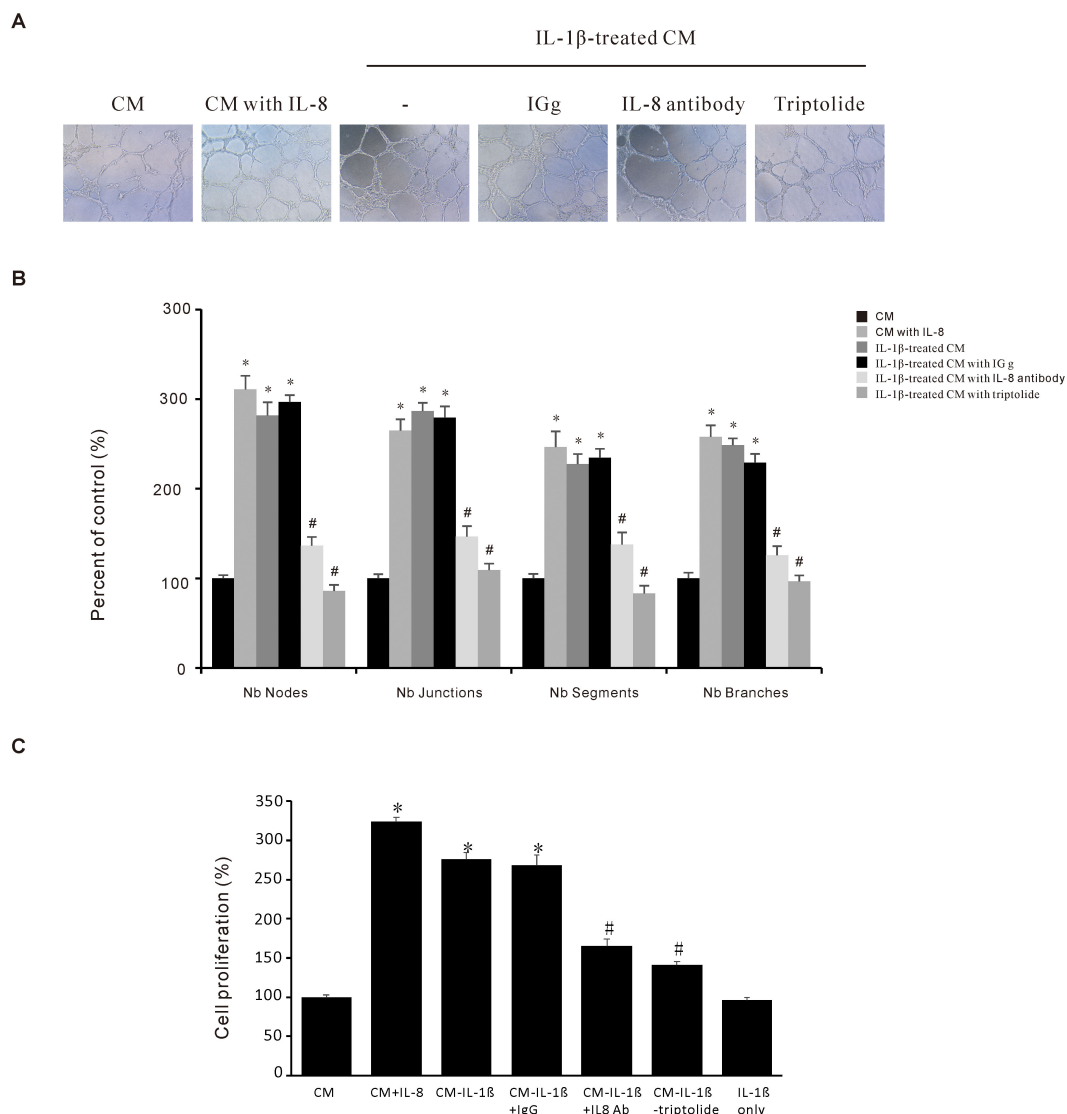 A
IL-1β-treated CM
CM CM with IL-8 - IGg IL-8 antibody Triptolide
B
300
300
200
100
0
Percent of control (%)
* * * # #
* * * # #
* * * # #
* * * # #
Nb Nodes Nb Junctions Nb Segments Nb Branches
CM
CM with IL-8
IL-1β-treated CM
IL-1β-treated CM with IG g
IL-1β-treated CM with IL-8 antibody
IL-1β-treated CM with triptolide
C
350
300
250
200
150
100
50
0
Cell proliferation (%)
* * * # #
CM CM+IL-8 CM-IL-1ß CM-IL-1ß CM-IL-1ß CM-IL-1ß IL-1ß
+IgG +IL8 Ab -triptolide only